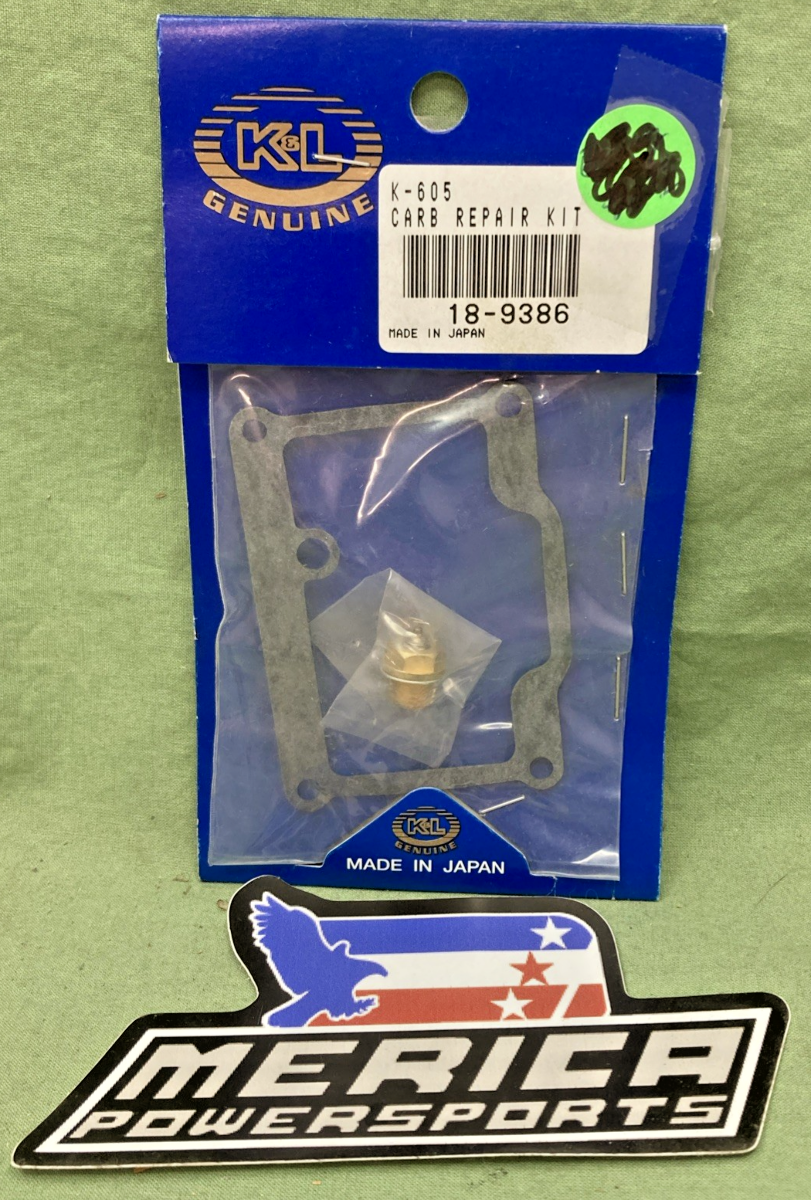 K&L
GENUINE
K-605
CARB REPAIR KIT
18-9386
MADE IN JAPAN
K&L
GENUINE
MADE IN JAPAN
MERICA
POWERSPORTS